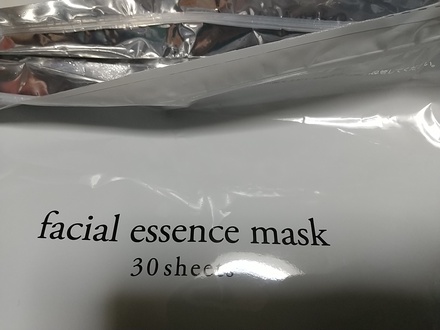 facial essence mask
30 sheets